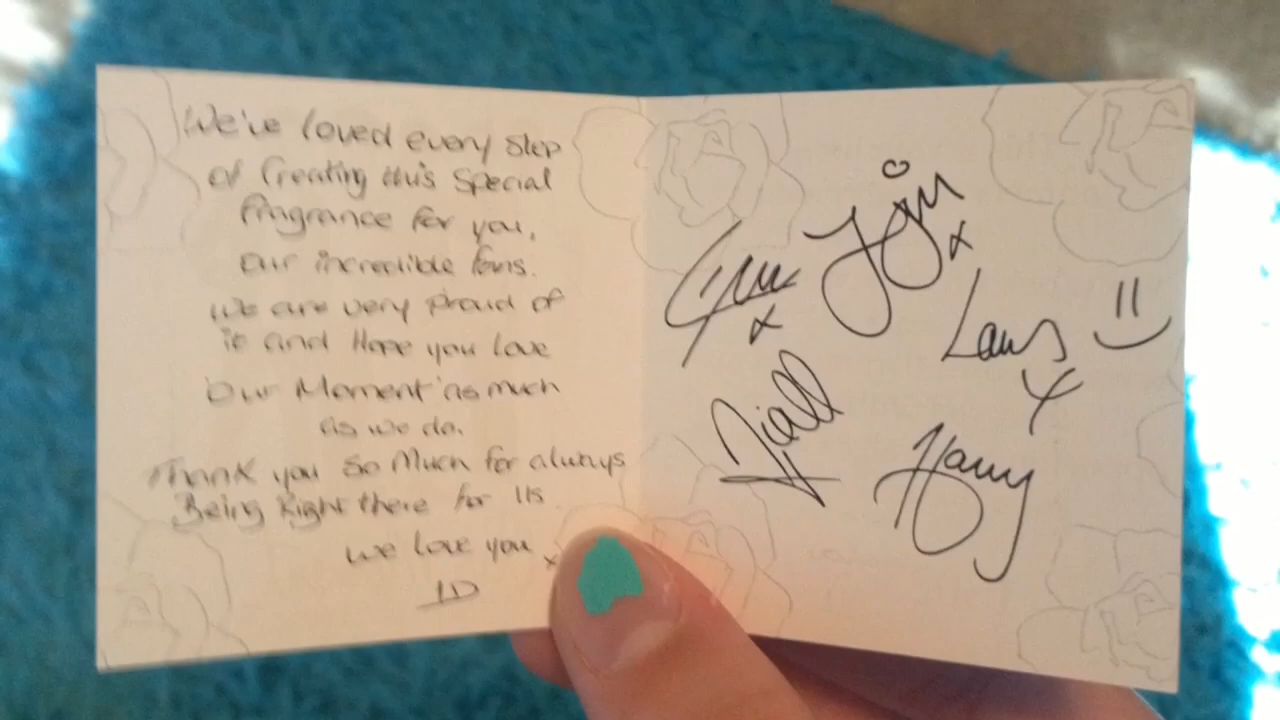 We've loved every step
of Creating this Special
fragrance for you,
our incredible fans.
we are very proud of
it and Hope you love
'Our Moment' as much
as we do.
Thank you so Much for always
Being Right there for us
we love you x
1D
Liam x
Zayn x
Louis x
Niall
Harry